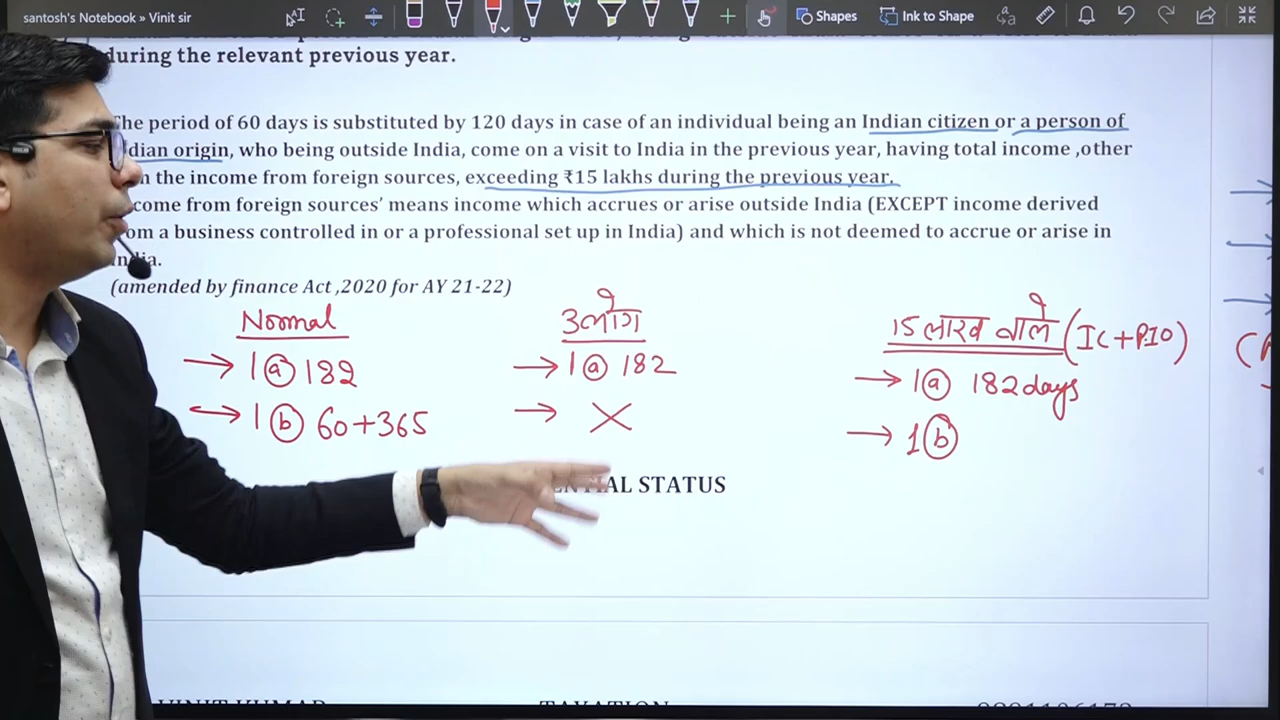 santosh's Notebook » Vinit sir
Shapes
Ink to Shape
during the relevant previous year.
The period of 60 days is substituted by 120 days in case of an individual being an Indian citizen or a person of
dian origin, who being outside India, come on a visit to India in the previous year, having total income ,other
n the income from foreign sources, exceeding ₹15 lakhs during the previous year.
come from foreign sources' means income which accrues or arise outside India (EXCEPT income derived
om a business controlled in or a professional set up in India) and which is not deemed to accrue or arise in
India.
(amended by finance Act ,2020 for AY 21-22)
Normal
→ 1 (a) 182
→ 1 (b) 60+365
3 लोग
→ 1 (a) 182
→ X
15 लाख वाले (IC+PIO)
→ 1 (a) 182 days
→ 1 (b)
ENTIAL STATUS
VINIT KUMAR
TAXATION